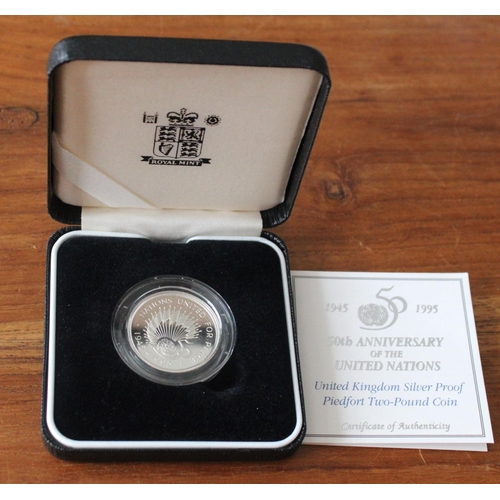 ROYAL MINT
NATIONS UNITED FOR
1945 50 1995
50th ANNIVERSARY
OF THE
UNITED NATIONS
United Kingdom Silver Proof
Piedfort Two-Pound Coin
Certificate of Authenticity